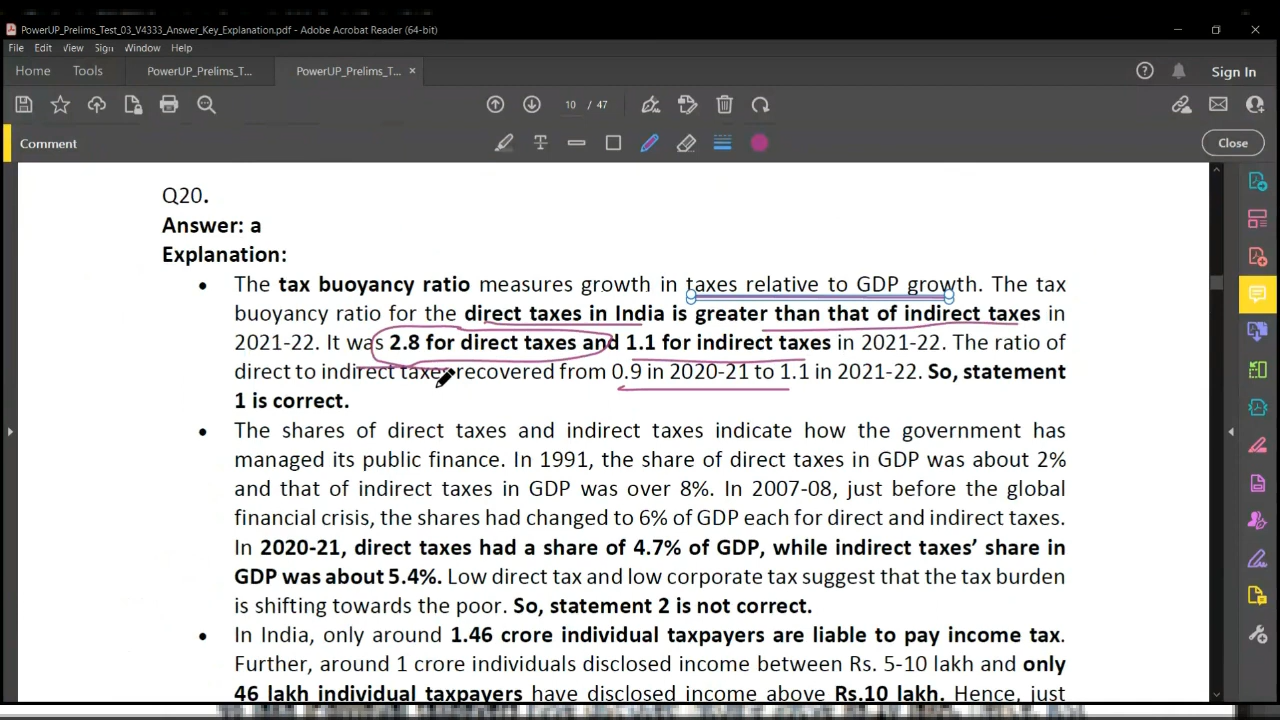 PowerUP_Prelims_Test_03_V4333_Answer_Key_Explanation.pdf - Adobe Acrobat Reader (64-bit)
File Edit View Sign Window Help
Home Tools PowerUP_Prelims_T... PowerUP_Prelims_T... × Sign In
10 / 47
Comment Close
Q20.
Answer: a
Explanation:
• The tax buoyancy ratio measures growth in taxes relative to GDP growth. The tax
buoyancy ratio for the direct taxes in India is greater than that of indirect taxes in
2021-22. It was 2.8 for direct taxes and 1.1 for indirect taxes in 2021-22. The ratio of
direct to indirect taxes recovered from 0.9 in 2020-21 to 1.1 in 2021-22. So, statement
1 is correct.
• The shares of direct taxes and indirect taxes indicate how the government has
managed its public finance. In 1991, the share of direct taxes in GDP was about 2%
and that of indirect taxes in GDP was over 8%. In 2007-08, just before the global
financial crisis, the shares had changed to 6% of GDP each for direct and indirect taxes.
In 2020-21, direct taxes had a share of 4.7% of GDP, while indirect taxes’ share in
GDP was about 5.4%. Low direct tax and low corporate tax suggest that the tax burden
is shifting towards the poor. So, statement 2 is not correct.
• In India, only around 1.46 crore individual taxpayers are liable to pay income tax.
Further, around 1 crore individuals disclosed income between Rs. 5-10 lakh and only
46 lakh individual taxpayers have disclosed income above Rs.10 lakh. Hence, just